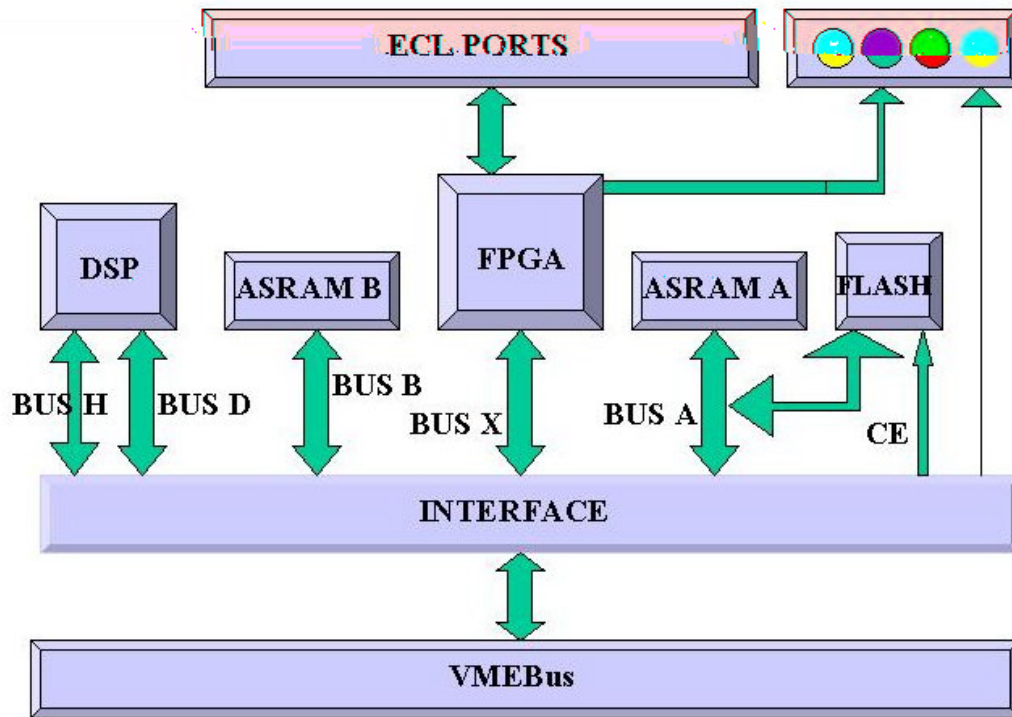 ECL PORTS
DSP
ASRAM B
FPGA
ASRAM A
FLASH
BUS H
BUS D
BUS B
BUS X
BUS A
CE
INTERFACE
VMEBus